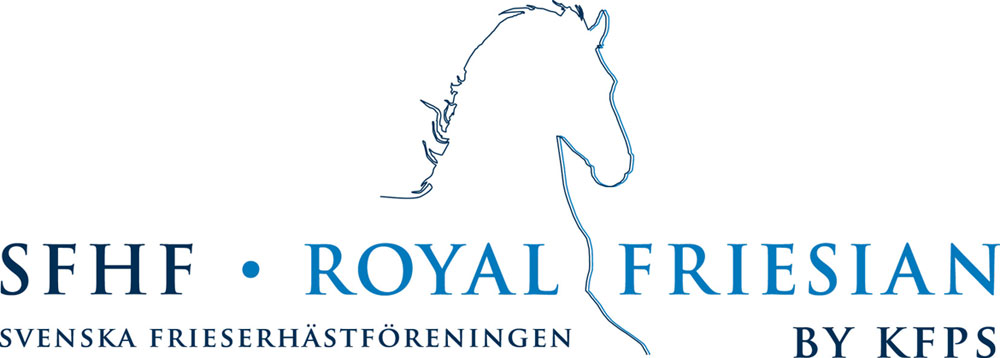 SFHF • ROYAL FRIESIAN
SVENSKA FRIESERHÄSTFÖRENINGEN BY KFPS